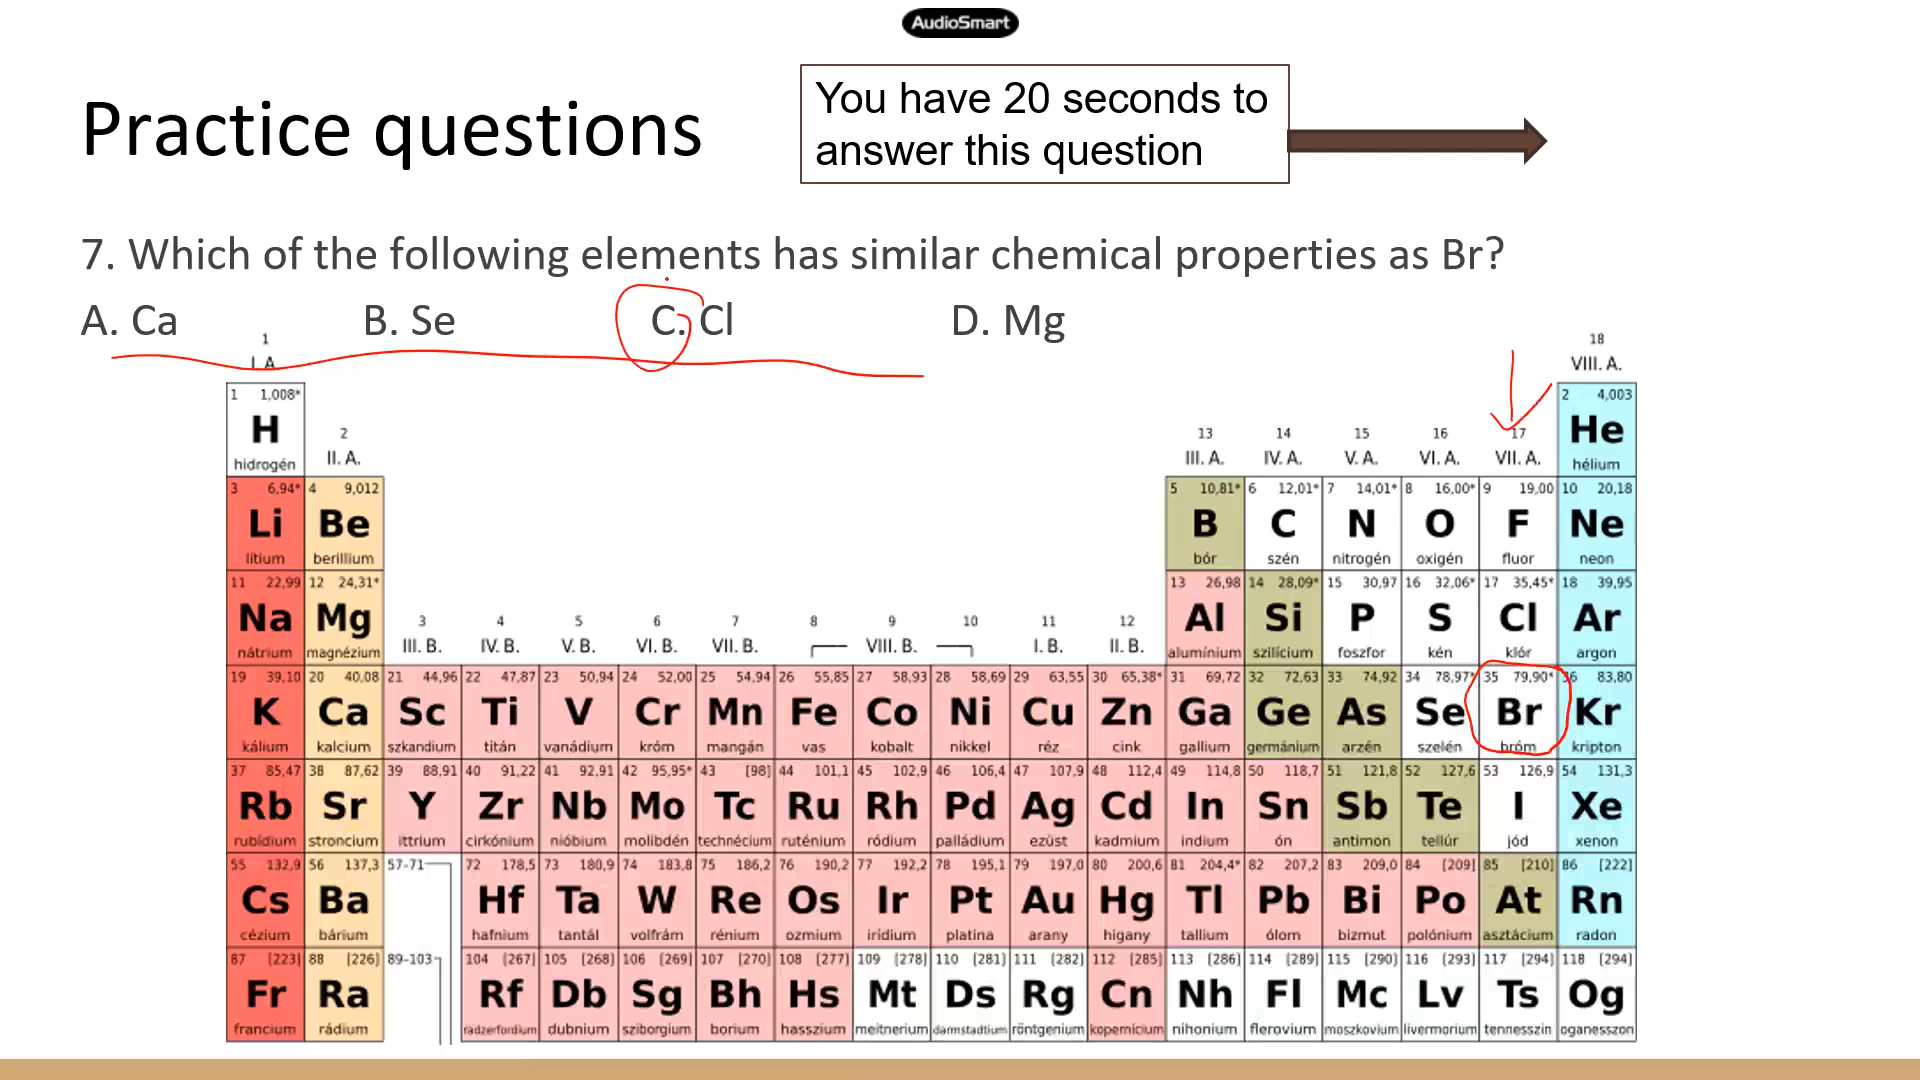 AudioSmart
Practice questions
You have 20 seconds to
answer this question
7. Which of the following elements has similar chemical properties as Br?
A. Ca B. Se C. Cl D. Mg
1 18
I. A. VIII. A.
1 1,008* 2 4,003
H He
hidrogén hélium
2 13 14 15 16 17
II. A. III. A. IV. A. V. A. VI. A. VII. A.
3 6,94* 4 9,012 5 10,81* 6 12,01* 7 14,01* 8 16,00* 9 19,00 10 20,18
Li Be B C N O F Ne
lítium berillium bór szén nitrogén oxigén fluor neon
11 22,99 12 24,31* 13 26,98 14 28,09* 15 30,97 16 32,06* 17 35,45* 18 39,95
Na Mg Al Si P S Cl Ar
nátrium magnézium alumínium szilícium foszfor kén klór argon
3 4 5 6 7 8 9 10 11 12
III. B. IV. B. V. B. VI. B. VII. B. VIII. B. I. B. II. B.
19 39,10 20 40,08 21 44,96 22 47,87 23 50,94 24 52,00 25 54,94 26 55,85 27 58,93 28 58,69 29 63,55 30 65,38* 31 69,72 32 72,63 33 74,92 34 78,97* 35 79,90* 36 83,80
K Ca Sc Ti V Cr Mn Fe Co Ni Cu Zn Ga Ge As Se Br Kr
kálium kalcium szkandium titán vanádium króm mangán vas kobalt nikkel réz cink gallium germánium arzén szelén bróm kripton
37 85,47 38 87,62 39 88,91 40 91,22 41 92,91 42 95,95* 43 [98] 44 101,1 45 102,9 46 106,4 47 107,9 48 112,4 49 114,8 50 118,7 51 121,8 52 127,6 53 126,9 54 131,3
Rb Sr Y Zr Nb Mo Tc Ru Rh Pd Ag Cd In Sn Sb Te I Xe
rubídium stroncium ittrium cirkónium nióbium molibdén technécium ruténium ródium palládium ezüst kadmium indium ón antimon tellúr jód xenon
55 132,9 56 137,3 57-71 72 178,5 73 180,9 74 183,8 75 186,2 76 190,2 77 192,2 78 195,1 79 197,0 80 200,6 81 204,4* 82 207,2 83 209,0 84 [209] 85 [210] 86 [222]
Cs Ba Hf Ta W Re Os Ir Pt Au Hg Tl Pb Bi Po At Rn
cézium bárium hafnium tantál volfrám rénium ozmium irídium platina arany higany tallium ólom bizmut polónium asztácium radon
87 [223] 88 [226] 89-103 104 [267] 105 [268] 106 [269] 107 [270] 108 [277] 109 [278] 110 [281] 111 [282] 112 [285] 113 [286] 114 [289] 115 [290] 116 [293] 117 [294] 118 [294]
Fr Ra Rf Db Sg Bh Hs Mt Ds Rg Cn Nh Fl Mc Lv Ts Og
francium rádium radzerfordium dubnium sziborgium borium hasszium meitnerium darmstadtium röntgenium kopernícium nihonium flerovium moszkovium livermorium tennesszin oganesszon